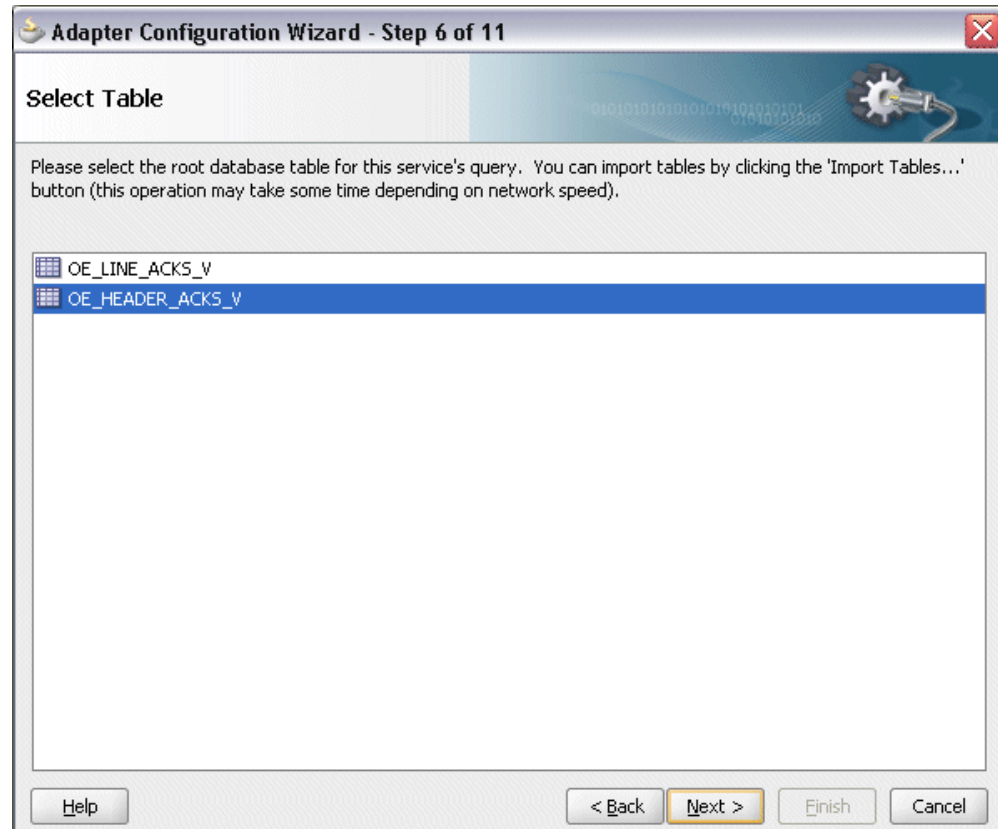 Adapter Configuration Wizard - Step 6 of 11
Select Table
Please select the root database table for this service's query. You can import tables by clicking the 'Import Tables...'
button (this operation may take some time depending on network speed).
OE_LINE_ACKS_V
OE_HEADER_ACKS_V
Help
< Back
Next >
Finish
Cancel